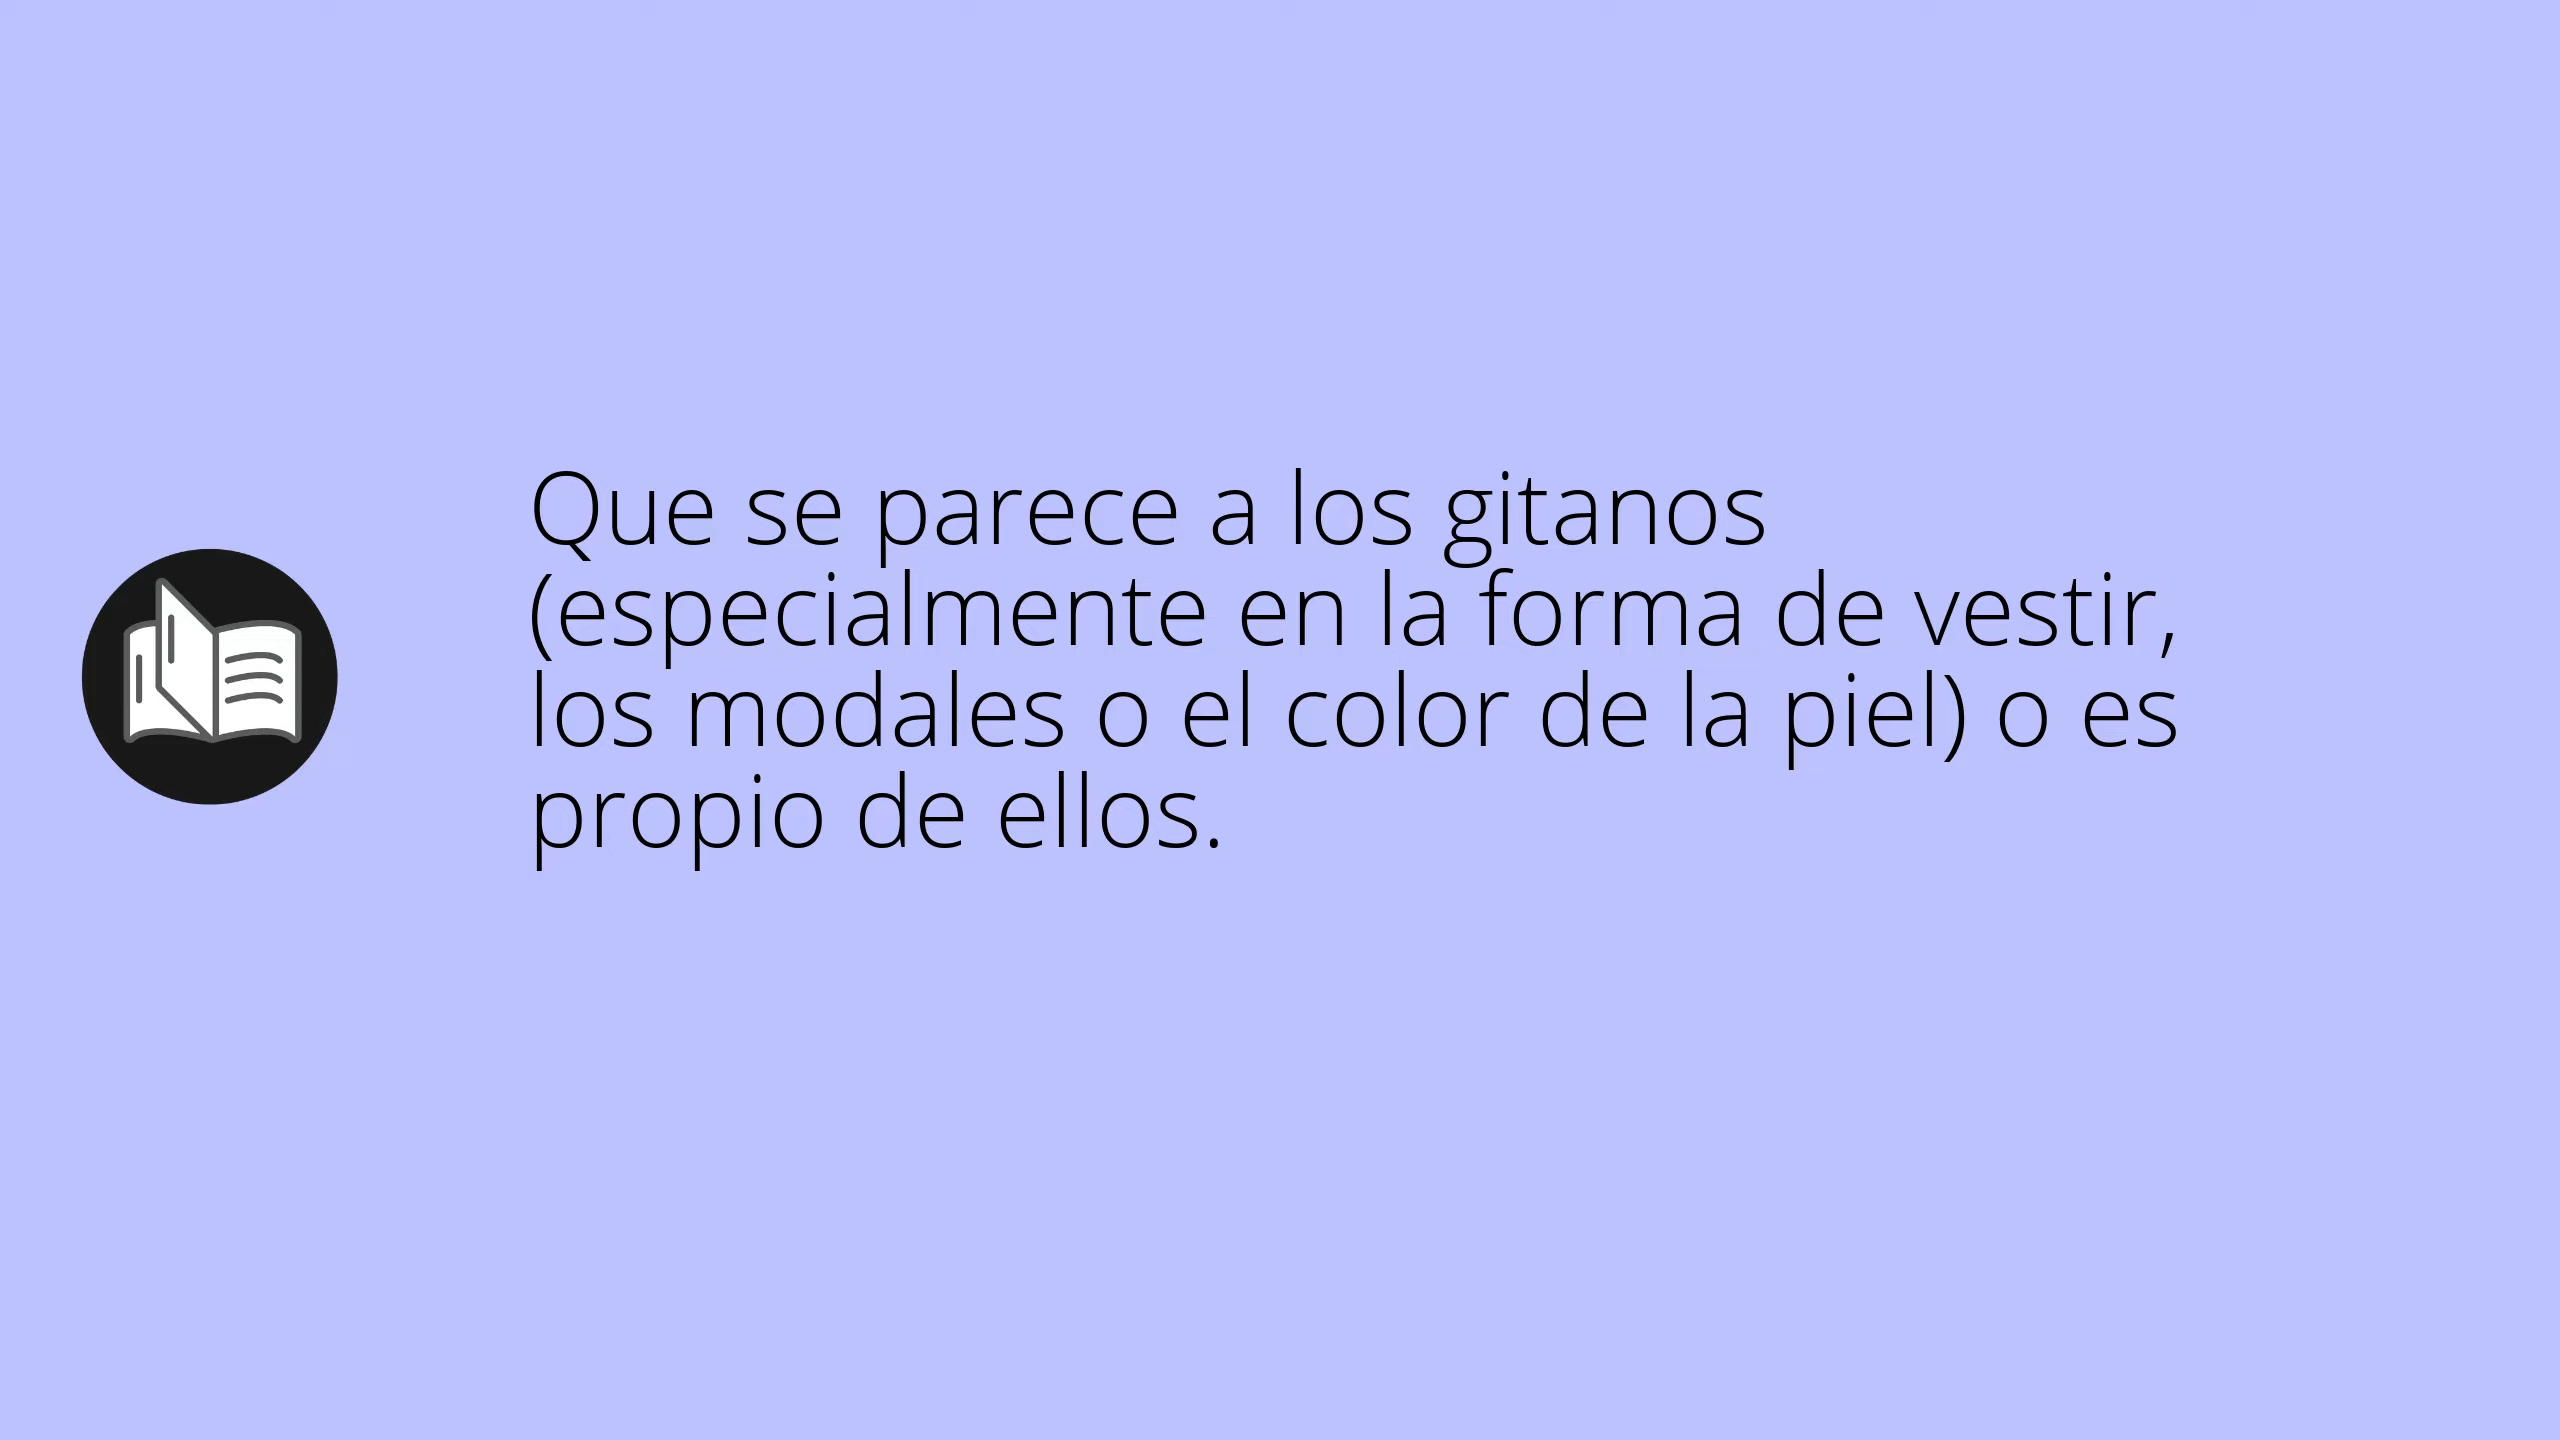 Que se parece a los gitanos
(especialmente en la forma de vestir,
los modales o el color de la piel) o es
propio de ellos.